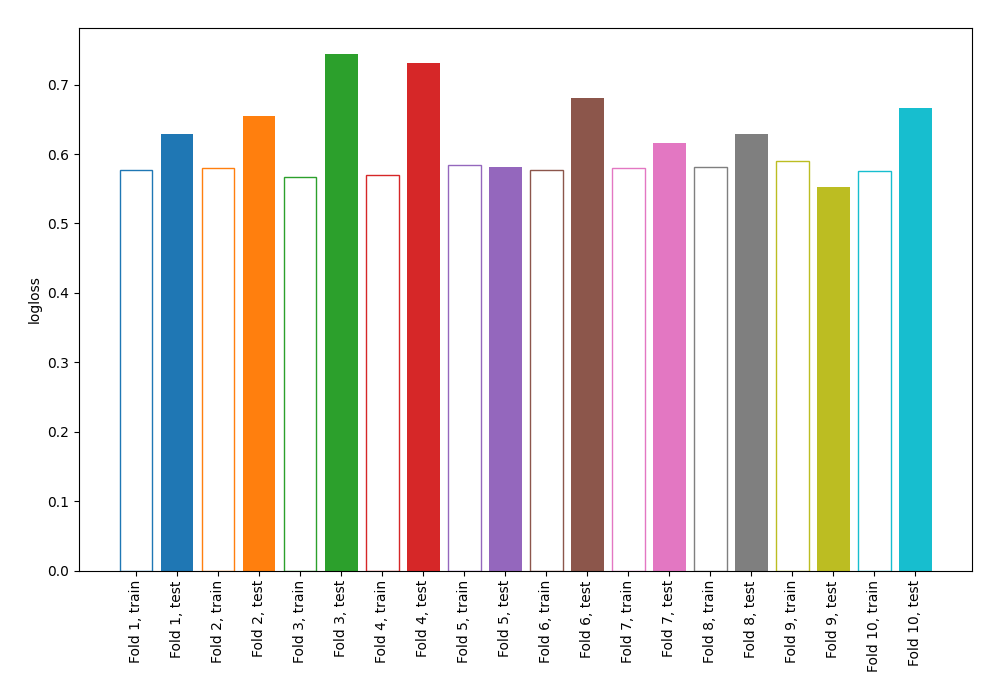 logloss
0.7
0.6
0.5
0.4
0.3
0.2
0.1
0.0
Fold 1, train
Fold 1, test
Fold 2, train
Fold 2, test
Fold 3, train
Fold 3, test
Fold 4, train
Fold 4, test
Fold 5, train
Fold 5, test
Fold 6, train
Fold 6, test
Fold 7, train
Fold 7, test
Fold 8, train
Fold 8, test
Fold 9, train
Fold 9, test
Fold 10, train
Fold 10, test